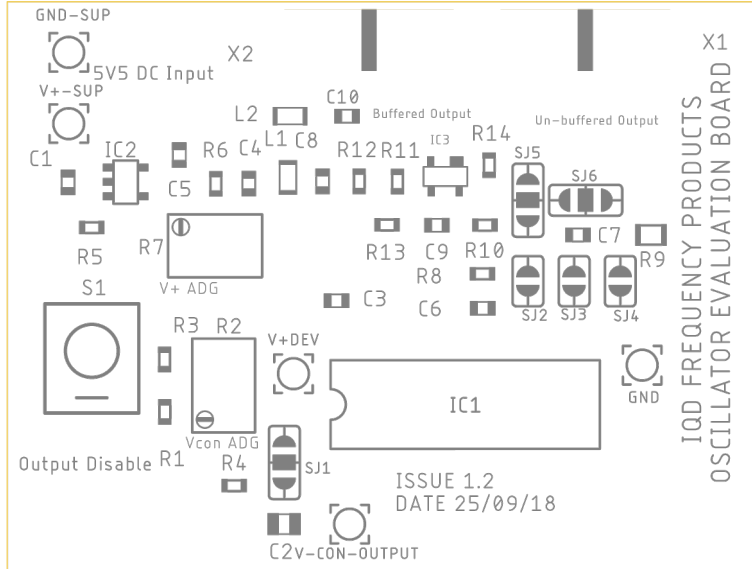 GND-SUP
X2
X1
5V5 DC Input
V+-SUP
L2
C10
Buffered Output
Un-buffered Output
C1
IC2
R6
C4
L1
C8
R12
R11
IC3
R14
SJ5
SJ6
C5
R5
R7
R13
C9
R10
C7
R9
V+ ADG
R8
S1
C3
C6
SJ2
SJ3
SJ4
R3
R2
V+DEV
GND
IC1
Vcon ADG
Output Disable
R1
R4
SJ1
ISSUE 1.2
DATE 25/09/18
C2
V-CON-OUTPUT
IQD FREQUENCY PRODUCTS
OSCILLATOR EVALUATION BOARD